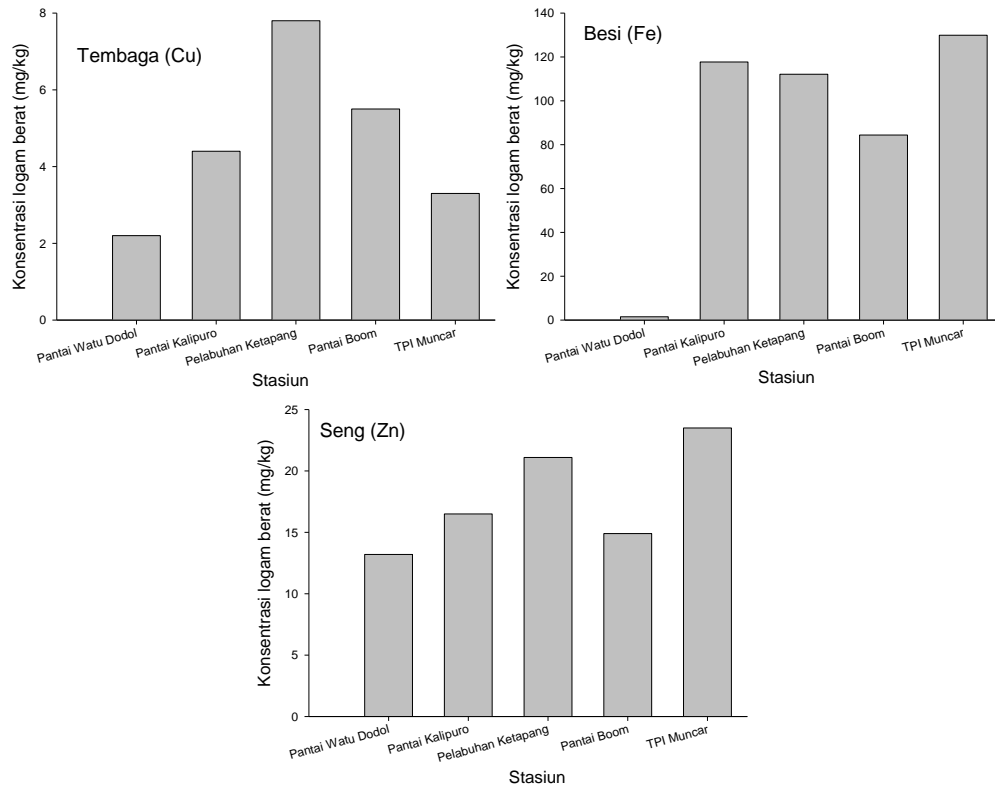 Tembaga (Cu)
Konsentrasi logam berat (mg/kg)
8
6
4
2
0
Pantai Watu Dodol
Pantai Kalipuro
Pelabuhan Ketapang
Pantai Boom
TPI Muncar
Stasiun
Besi (Fe)
Konsentrasi logam berat (mg/kg)
140
120
100
80
60
40
20
0
Pantai Watu Dodol
Pantai Kalipuro
Pelabuhan Ketapang
Pantai Boom
TPI Muncar
Stasiun
Seng (Zn)
Konsentrasi logam berat (mg/kg)
25
20
15
10
5
0
Pantai Watu Dodol
Pantai Kalipuro
Pelabuhan Ketapang
Pantai Boom
TPI Muncar
Stasiun